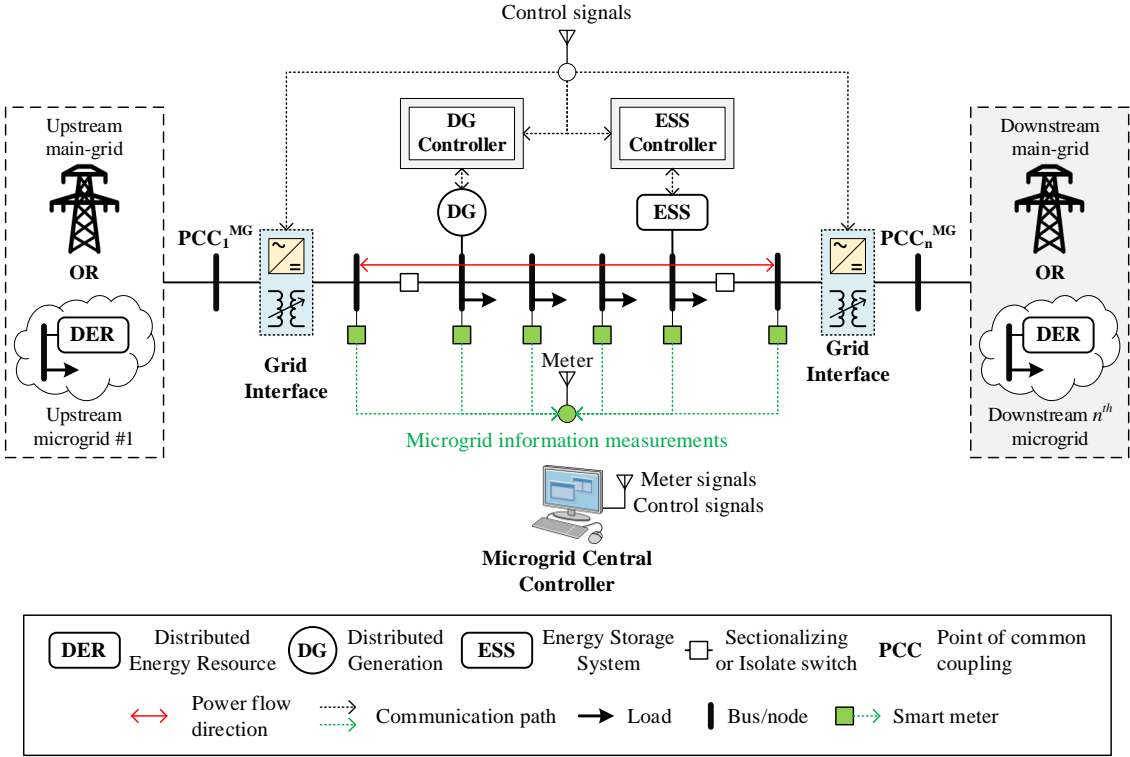 Control signals
Upstream
main-grid
OR
DER
Upstream
microgrid #1
PCC₁ᴹᴳ
Grid
Interface
DG
Controller
ESS
Controller
DG
ESS
Meter
Microgrid information measurements
PCCₙᴹᴳ
Grid
Interface
Downstream
main-grid
OR
DER
Downstream nᵗʰ
microgrid
Meter signals
Control signals
Microgrid Central
Controller
DER
Distributed
Energy Resource
DG
Distributed
Generation
ESS
Energy Storage
System
Sectionalizing
or Isolate switch
PCC
Point of common
coupling
Power flow
direction
Communication path
Load
Bus/node
Smart meter